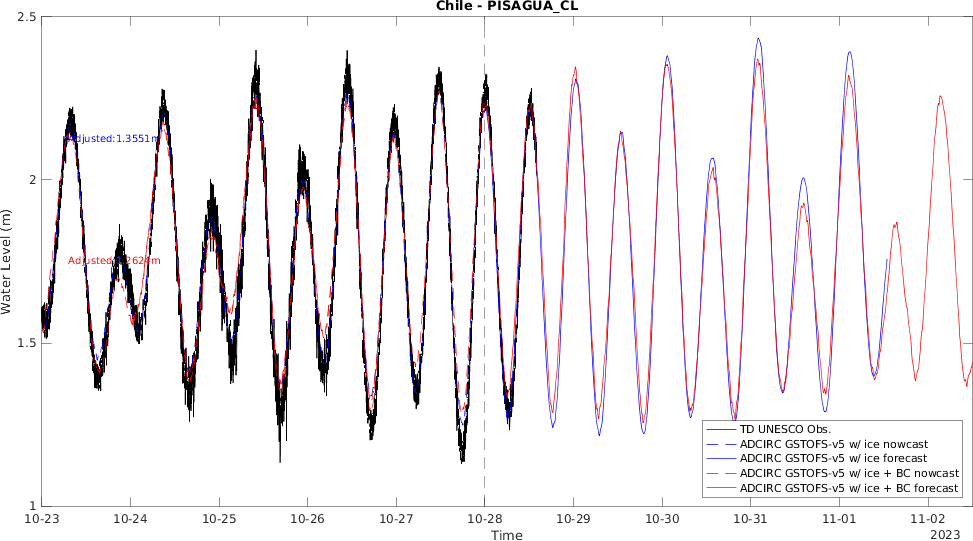 Chile - PISAGUA_CL
2.5
2
1.5
1
Water Level (m)
Adjusted:1.3551m
Adjusted:1.2624m
TD UNESCO Obs.
ADCIRC GSTOFS-v5 w/ ice nowcast
ADCIRC GSTOFS-v5 w/ ice forecast
ADCIRC GSTOFS-v5 w/ ice + BC nowcast
ADCIRC GSTOFS-v5 w/ ice + BC forecast
10-23 10-24 10-25 10-26 10-27 10-28 10-29 10-30 10-31 11-01 11-02
Time
2023